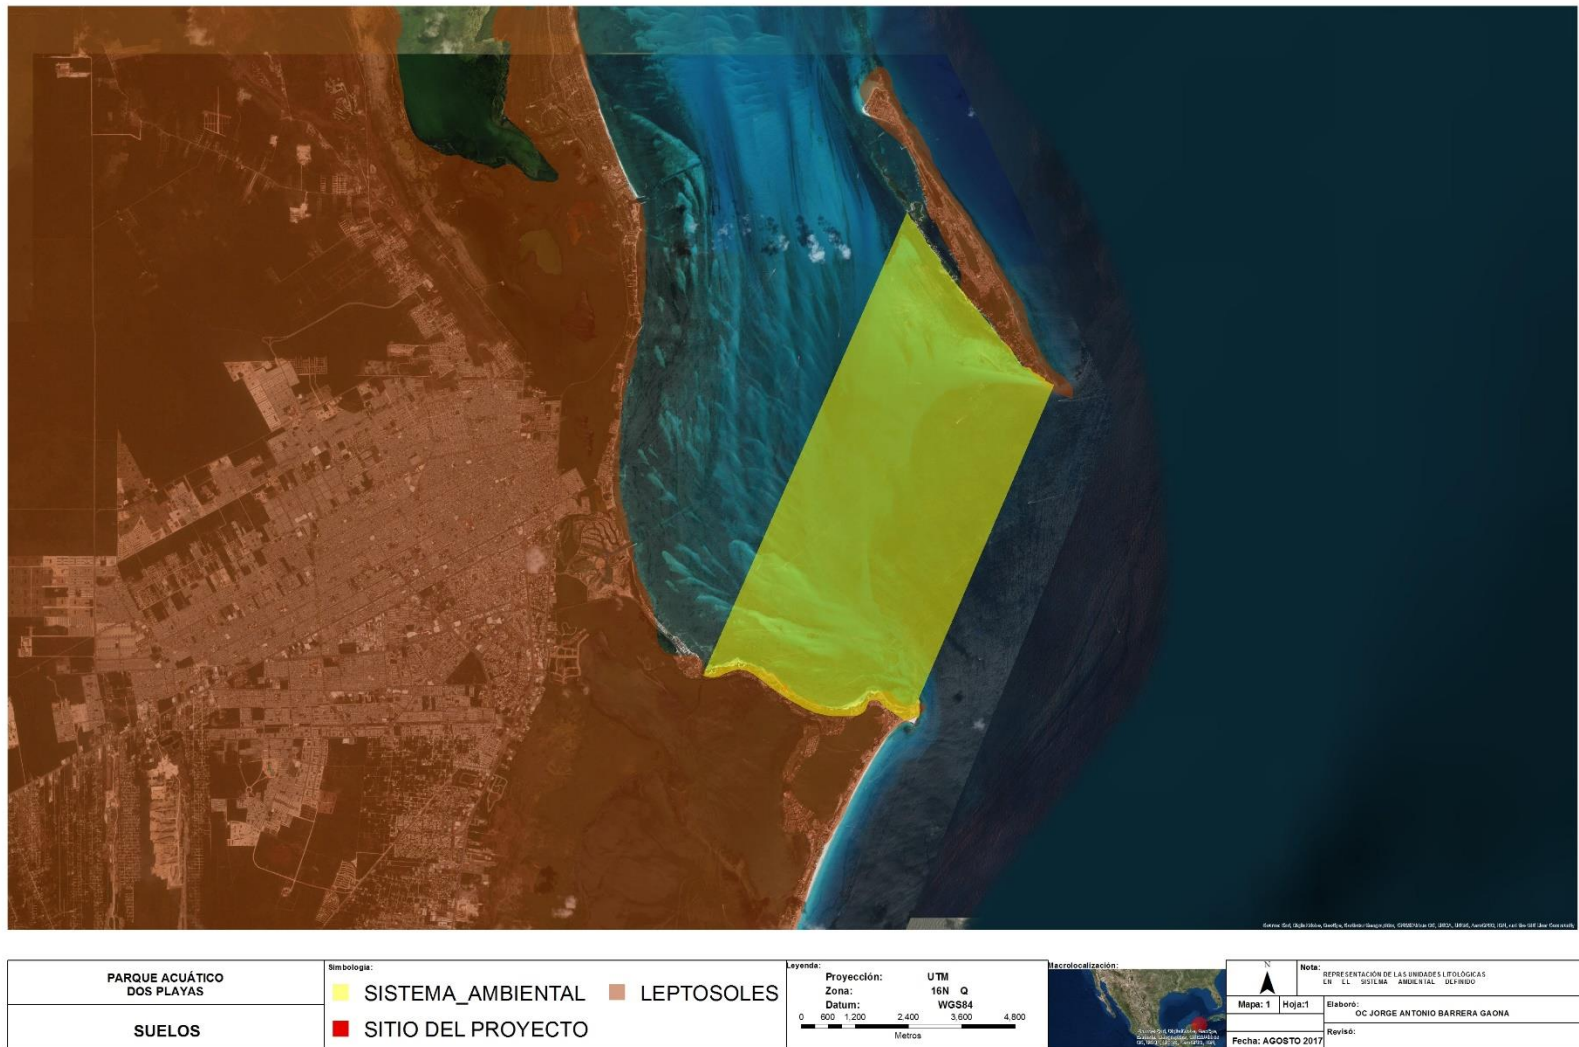 PARQUE ACUÁTICO
DOS PLAYAS
SUELOS
Simbología:
SISTEMA_AMBIENTAL
LEPTOSOLES
SITIO DEL PROYECTO
Leyenda:
Proyección: UTM
Zona: 16N Q
Datum: WGS84
0 600 1,200 2,400 3,600 4,800
Metros
Macrolocalización:
N
Mapa: 1
Hoja:1
Fecha: AGOSTO 2017
Nota:
REPRESENTACIÓN DE LAS UNIDADES LITOLÓGICAS
EN EL SISTEMA AMBIENTAL DEFINIDO
Elaboró:
OC JORGE ANTONIO BARRERA GAONA
Revisó: